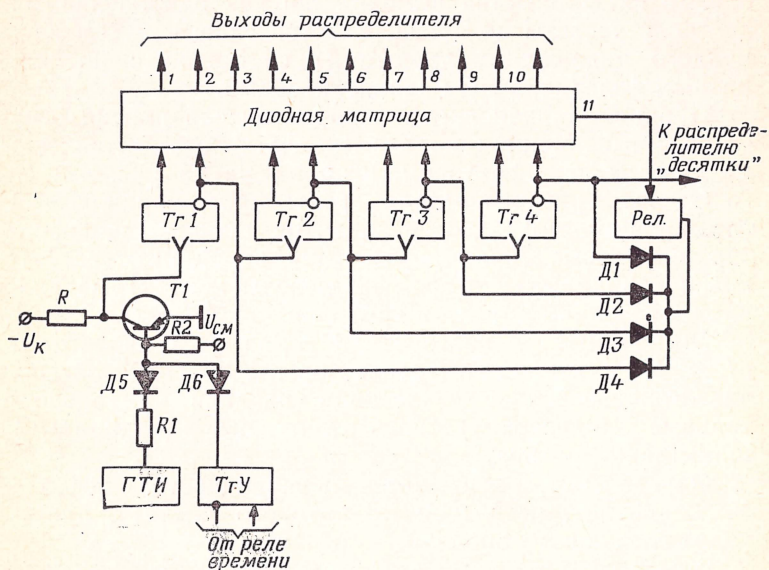 Выходы распределителя
1 2 3 4 5 6 7 8 9 10
Диодная матрица
11
К распреде-
лителю
„десятки"
Тг 1
Тг 2
Тг 3
Тг 4
Рел.
Д1
Д2
Д3
Д4
R
T1
Uсм
-Uк
R2
Д5
Д6
R1
ГТИ
ТгУ
От реле
времени